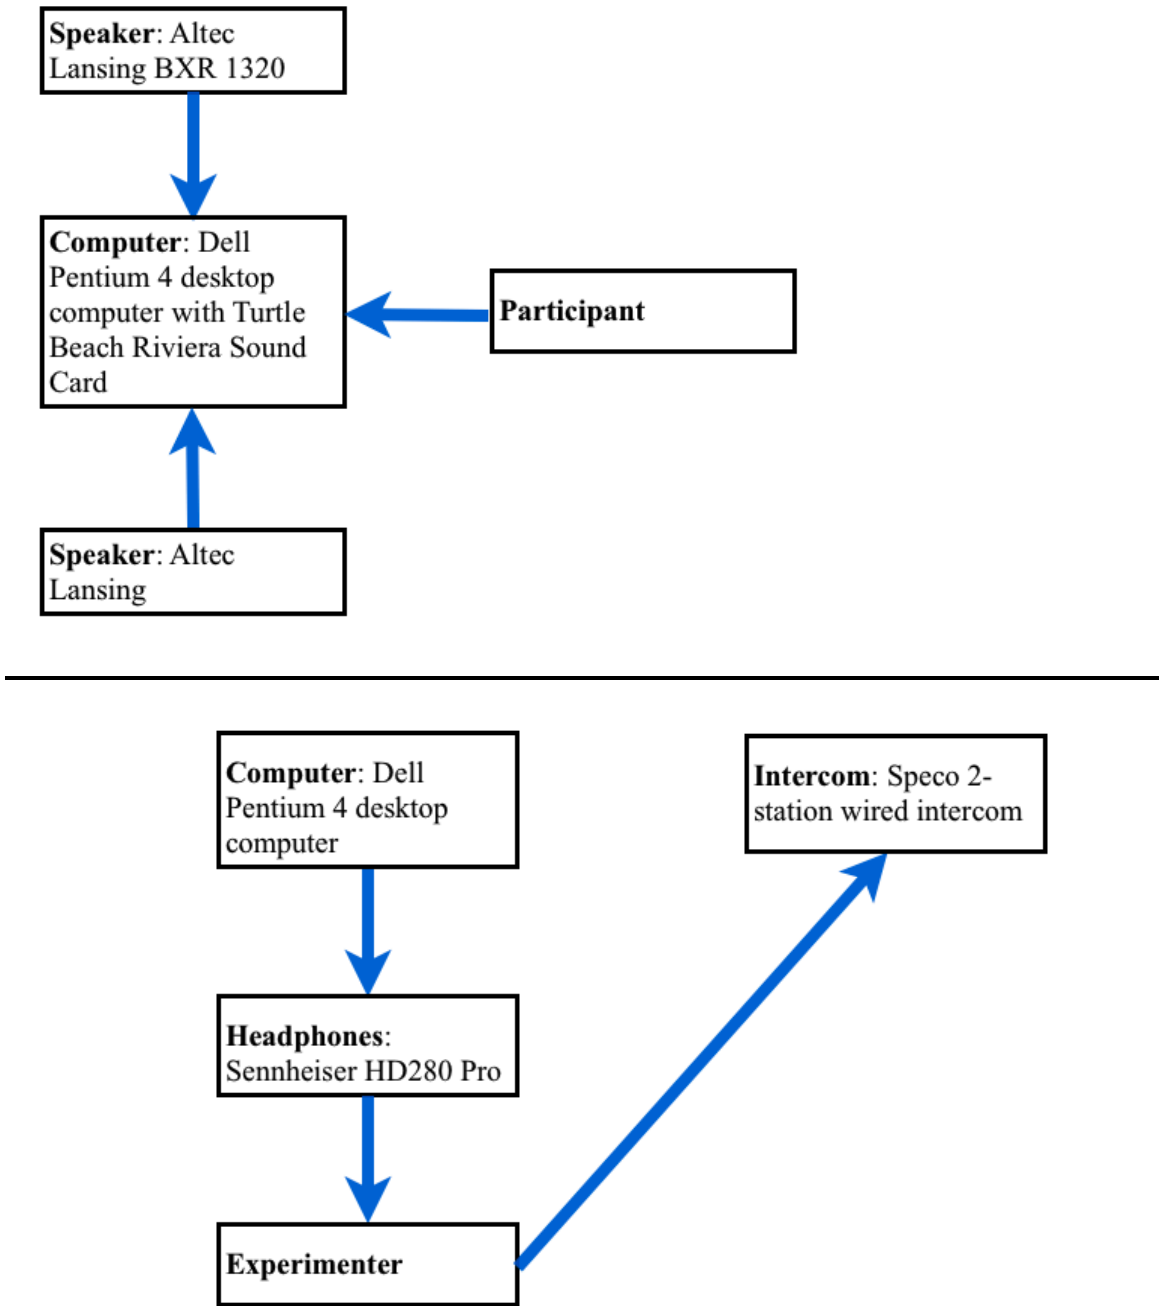 Speaker: Altec
Lansing BXR 1320
Computer: Dell
Pentium 4 desktop
computer with Turtle
Beach Riviera Sound
Card
Participant
Speaker: Altec
Lansing
Computer: Dell
Pentium 4 desktop
computer
Intercom: Speco 2-
station wired intercom
Headphones:
Sennheiser HD280 Pro
Experimenter